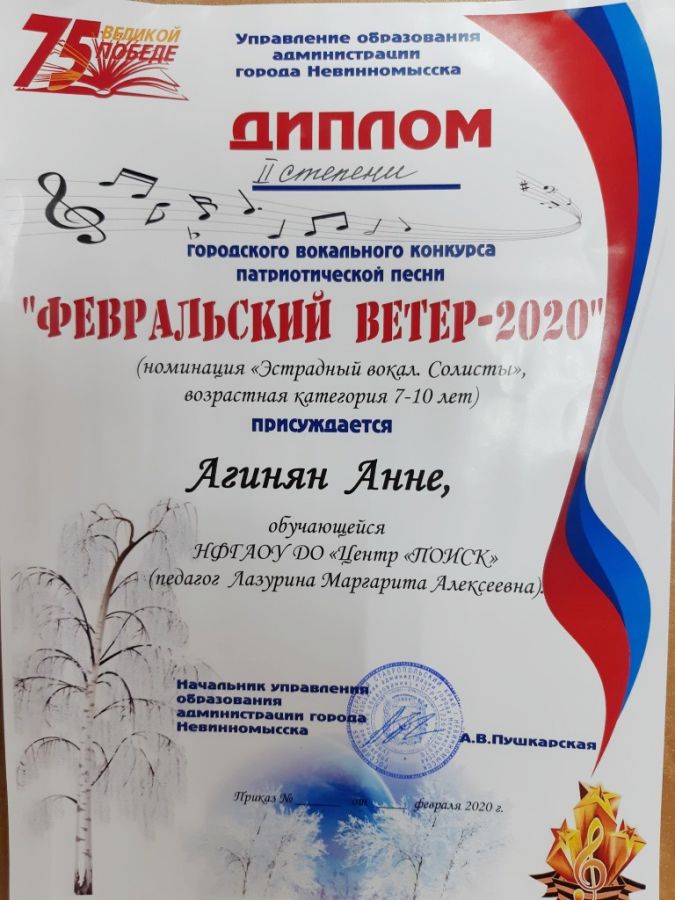 75 ВЕЛИКОЙ
ПОБЕДЕ
Управление образования
администрации
города Невинномысска
ДИПЛОМ
II степени
городского вокального конкурса
патриотической песни
"ФЕВРАЛЬСКИЙ ВЕТЕР-2020"
(номинация «Эстрадный вокал. Солисты»,
возрастная категория 7-10 лет)
присуждается
Агинян Анне,
обучающейся
НФГАОУ ДО «Центр «ПОИСК»
(педагог Лазурина Маргарита Алексеевна).
Начальник управления
образования
администрации города
Невинномысска
А.В.Пушкарская
Приказ № ______ от ______ февраля 2020 г.